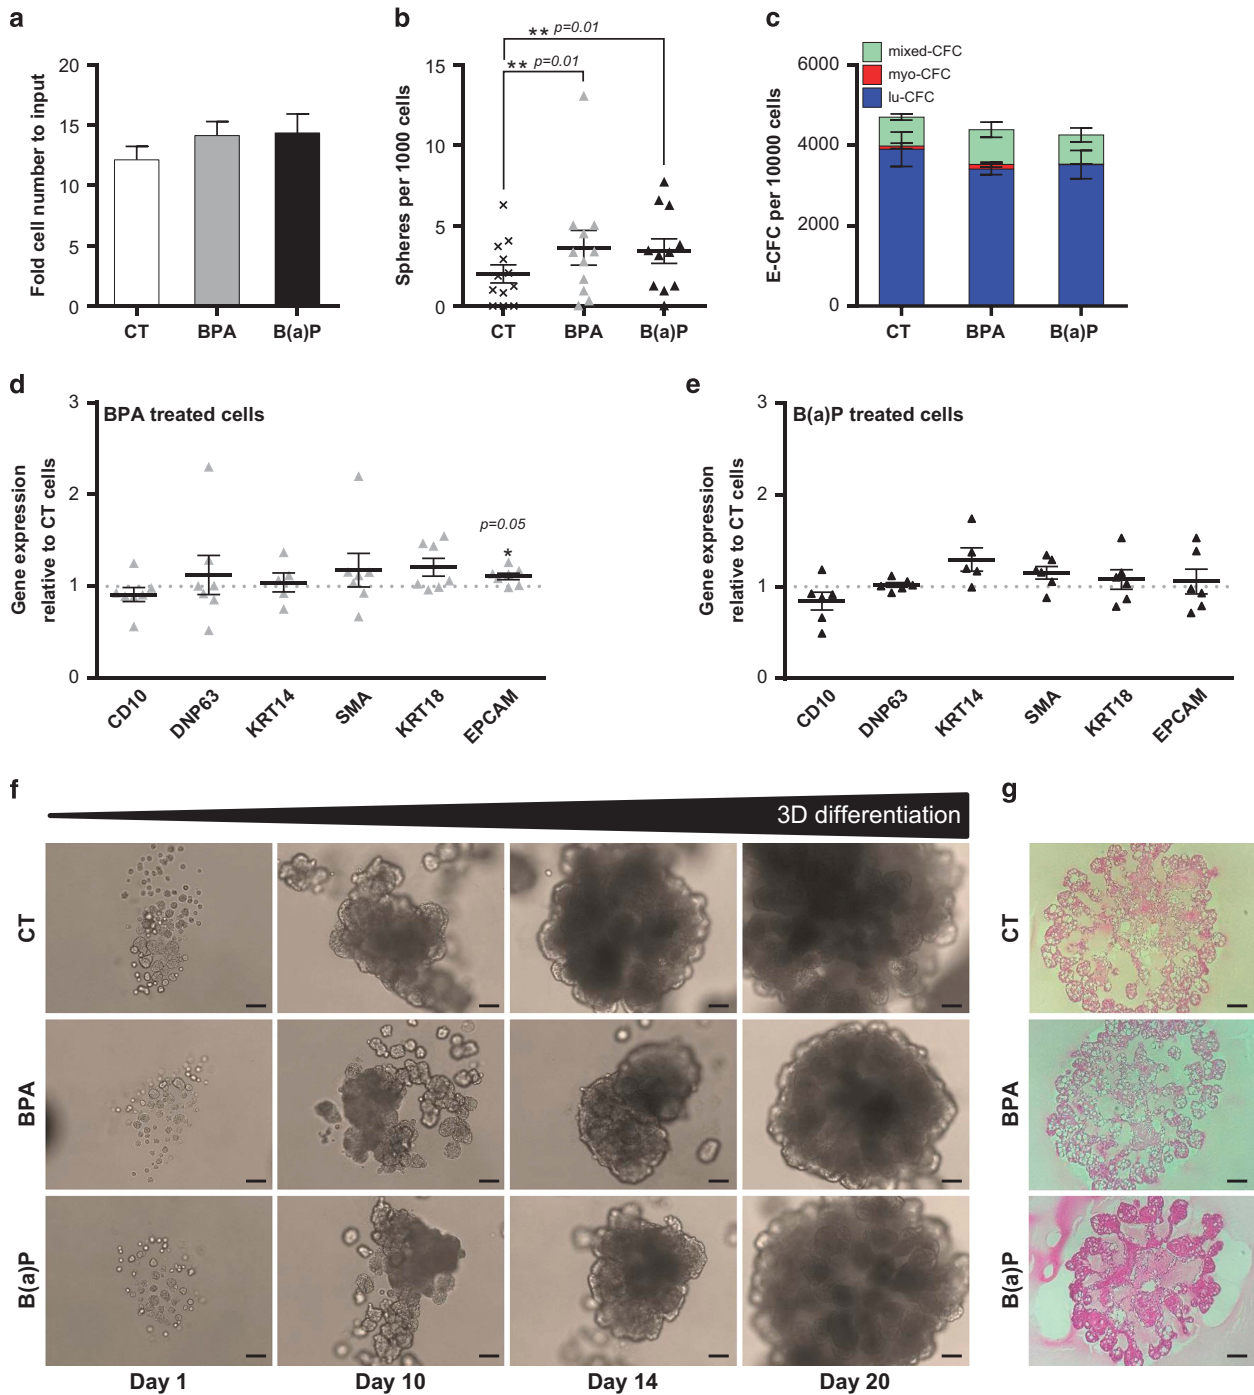 a
Fold cell number to input
20
15
10
5
0
CT BPA B(a)P
b
Spheres per 1000 cells
15
10
5
0
** p=0.01
** p=0.01
CT BPA B(a)P
c
E-CFC per 10000 cells
mixed-CFC
myo-CFC
lu-CFC
6000
4000
2000
0
CT BPA B(a)P
d
BPA treated cells
Gene expression
relative to CT cells
3
2
1
0
p=0.05
*
CD10 DNP63 KRT14 SMA KRT18 EPCAM
e
B(a)P treated cells
Gene expression
relative to CT cells
3
2
1
0
CD10 DNP63 KRT14 SMA KRT18 EPCAM
f
3D differentiation
CT
BPA
B(a)P
Day 1 Day 10 Day 14 Day 20
g
CT
BPA
B(a)P